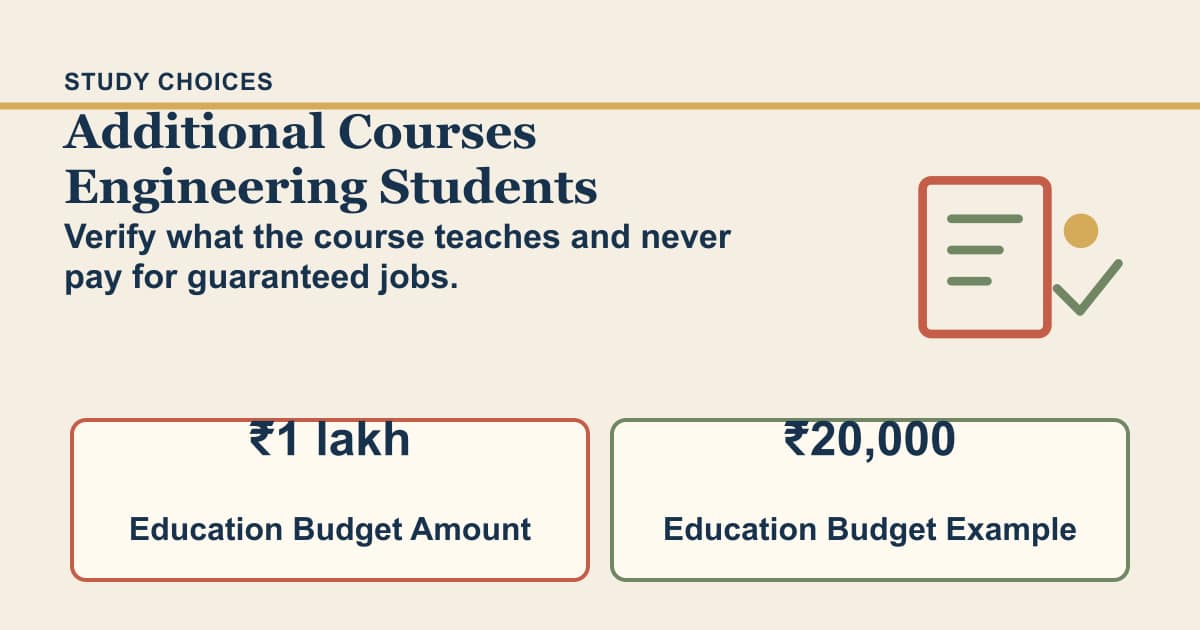 STUDY CHOICES
Additional Courses
Engineering Students
Verify what the course teaches and never
pay for guaranteed jobs.
₹1 lakh
Education Budget Amount
₹20,000
Education Budget Example